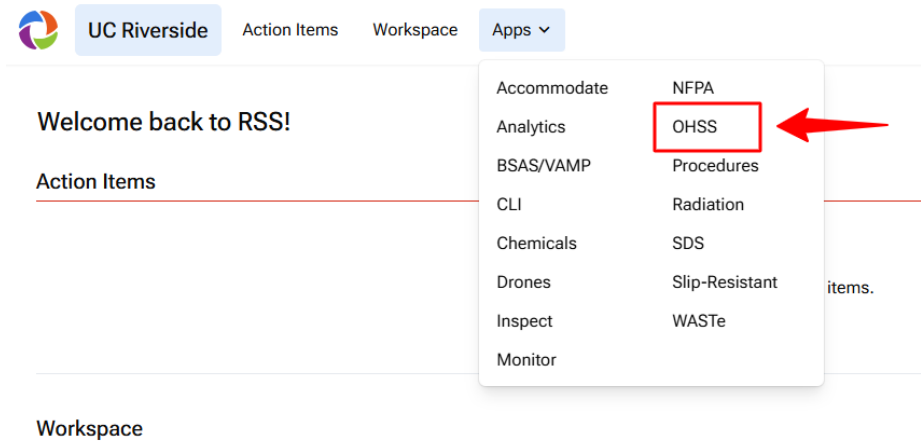 UC Riverside Action Items Workspace Apps
Accommodate NFPA
Welcome back to RSS!
Analytics OHSS
BSAS/VAMP Procedures
Action Items
CLI Radiation
Chemicals SDS
Drones Slip-Resistant
items.
Inspect WASTe
Monitor
Workspace